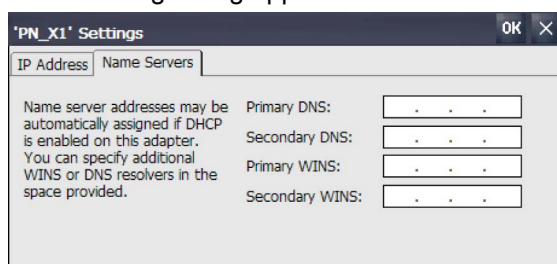 'PN_X1' Settings OK ×
IP Address Name Servers
Name server addresses may be
automatically assigned if DHCP
is enabled on this adapter.
You can specify additional
WINS or DNS resolvers in the
space provided.
Primary DNS: . . .
Secondary DNS: . . .
Primary WINS: . . .
Secondary WINS: . . .